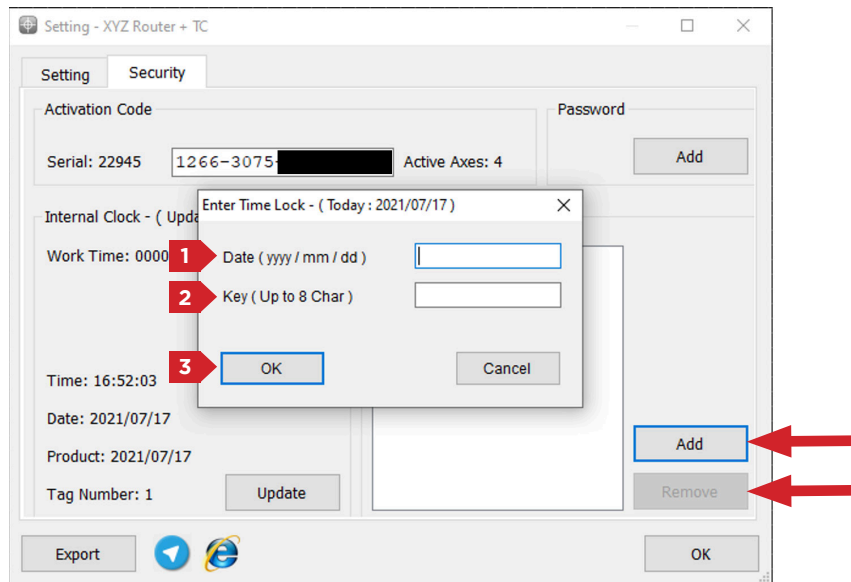 Setting - XYZ Router + TC
Setting Security
Activation Code
Password
Serial: 22945 1266-3075- Active Axes: 4
Add
Enter Time Lock - ( Today : 2021/07/17 )
Internal Clock - ( Upda
Work Time: 0000
1 Date ( yyyy / mm / dd )
2 Key ( Up to 8 Char )
3 OK Cancel
Time: 16:52:03
Date: 2021/07/17
Product: 2021/07/17
Tag Number: 1 Update
Add
Remove
Export OK